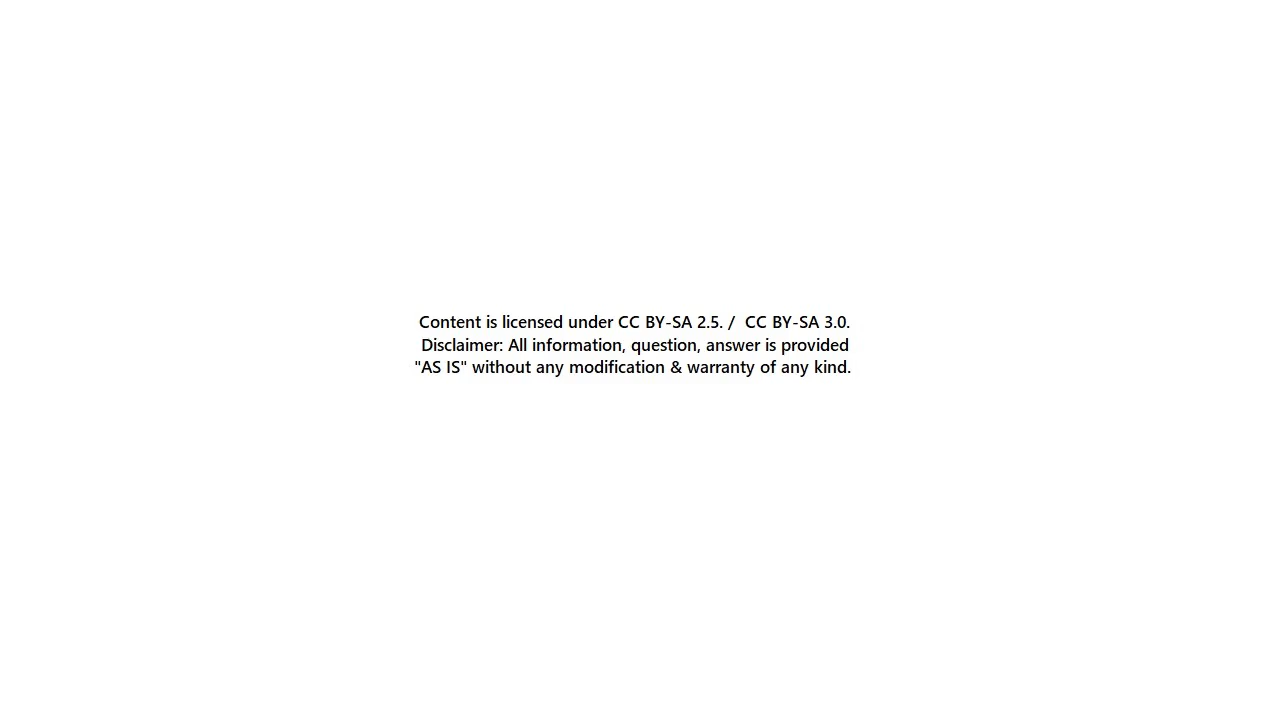 Content is licensed under CC BY-SA 2.5. /  CC BY-SA 3.0.
Disclaimer: All information, question, answer is provided
"AS IS" without any modification & warranty of any kind.